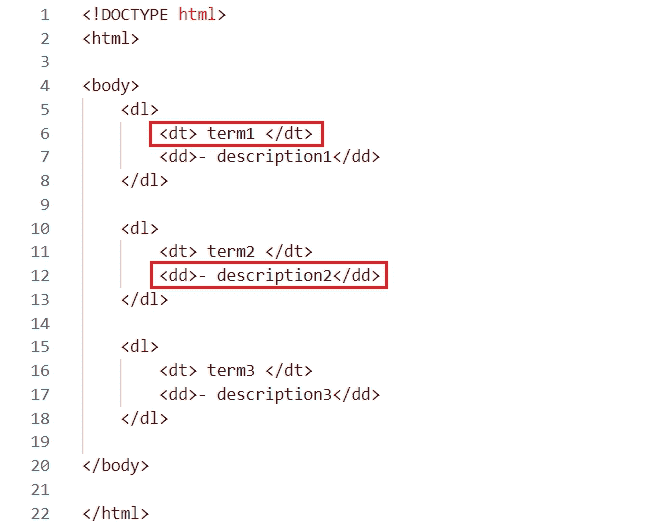 1 <!DOCTYPE html>
2 <html>
3
4 <body>
5     <dl>
6         <dt> term1 </dt>
7         <dd>- description1</dd>
8     </dl>
9
10     <dl>
11         <dt> term2 </dt>
12         <dd>- description2</dd>
13     </dl>
14
15     <dl>
16         <dt> term3 </dt>
17         <dd>- description3</dd>
18     </dl>
19
20 </body>
21
22 </html>